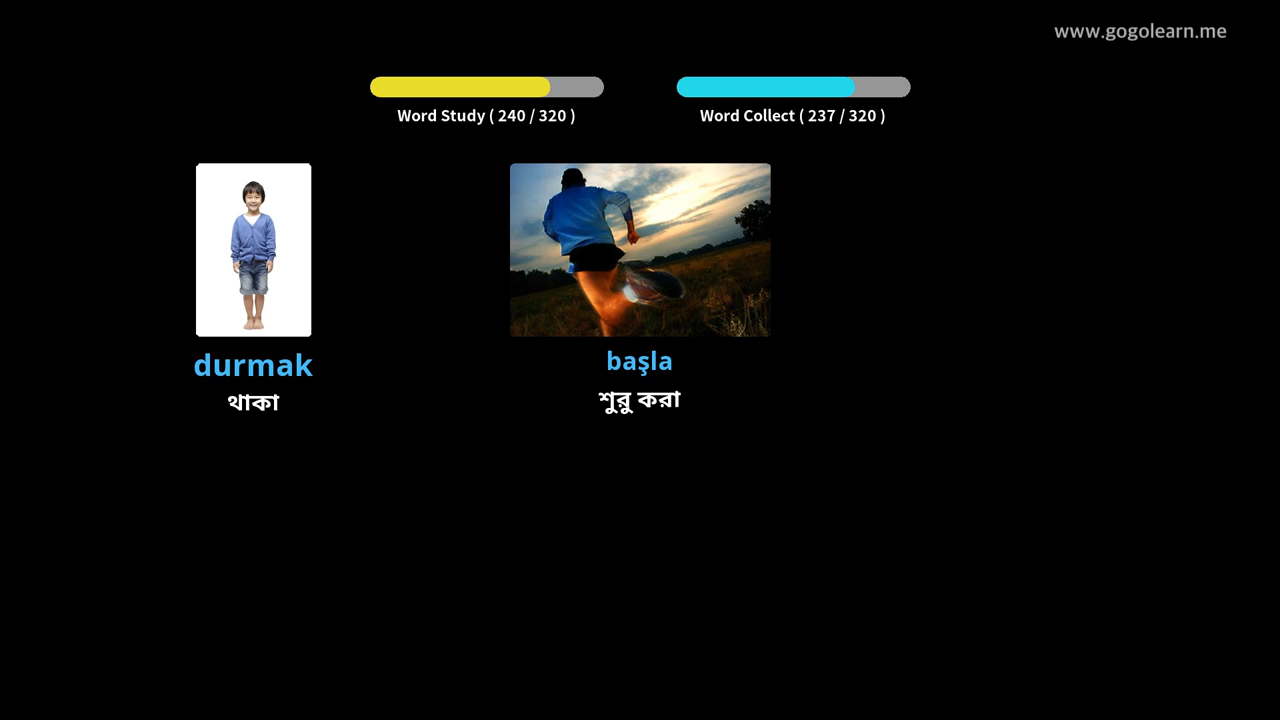 www.gogolearn.me
Word Study ( 240 / 320 )
Word Collect ( 237 / 320 )
durmak
থাকা
başla
শুরু করা